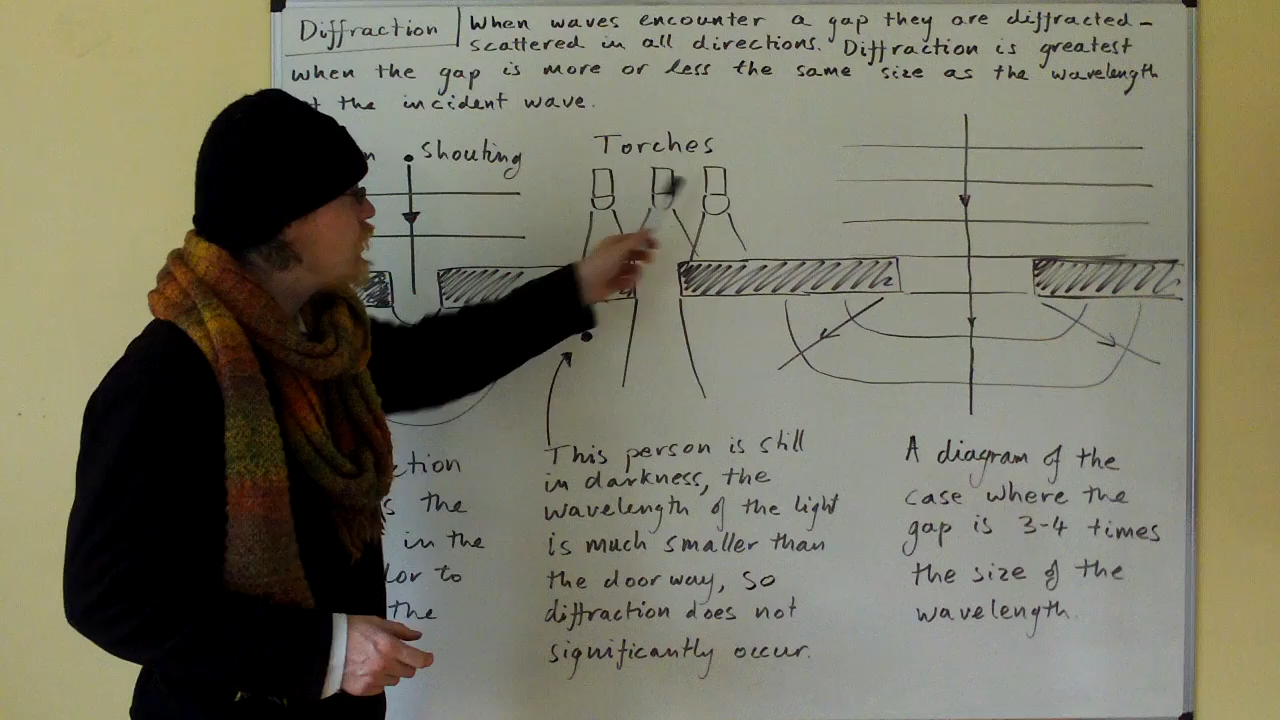 Diffraction
When waves encounter a gap they are diffracted -
scattered in all directions. Diffraction is greatest
when the gap is more or less the same size as the wavelength
the incident wave.
shouting
Torches
This person is still
in darkness, the
wavelength of the light
is much smaller than
the doorway, so
diffraction does not
significantly occur.
the
in the
to
the
A diagram of the
case where the
gap is 3-4 times
the size of the
wavelength.